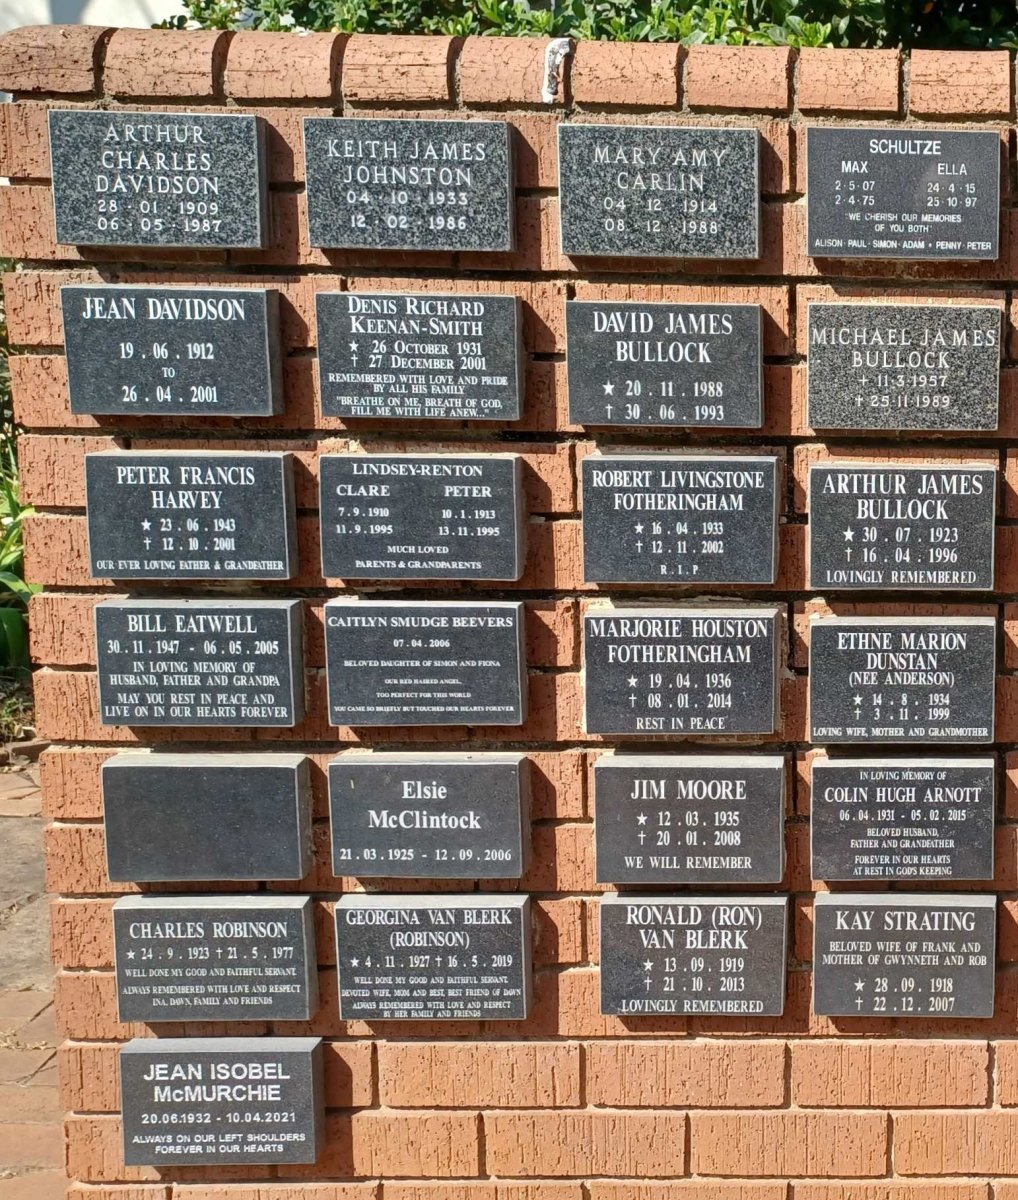 ARTHUR
CHARLES
DAVIDSON
28 · 01 · 1909
06 · 05 · 1987
KEITH JAMES
JOHNSTON
04 · 10 · 1933
12 · 02 · 1986
MARY AMY
CARLIN
04 · 12 · 1914
08 · 12 · 1988
SCHULTZE
MAX ELLA
2·5·07 24·4·15
2·4·75 25·10·97
"WE CHERISH OUR MEMORIES
OF YOU BOTH"
ALISON·PAUL·SIMON·ADAM·PENNY·PETER
JEAN DAVIDSON
19 . 06 . 1912
TO
26 . 04 . 2001
DENIS RICHARD
KEENAN-SMITH
★ 26 OCTOBER 1931
† 27 DECEMBER 2001
REMEMBERED WITH LOVE AND PRIDE
BY ALL HIS FAMILY
"BREATHE ON ME, BREATH OF GOD,
FILL ME WITH LIFE ANEW..."
DAVID JAMES
BULLOCK
★ 20 . 11 . 1988
† 30 . 06 . 1993
MICHAEL JAMES
BULLOCK
+ 11·3·1957
† 25·11·1989
PETER FRANCIS
HARVEY
★ 23 . 06 . 1943
† 12 . 10 . 2001
OUR EVER LOVING FATHER & GRANDFATHER
LINDSEY-RENTON
CLARE PETER
7.9.1910 10.1.1913
11.9.1995 13.11.1995
MUCH LOVED
PARENTS & GRANDPARENTS
ROBERT LIVINGSTONE
FOTHERINGHAM
★ 16 . 04 . 1933
† 12 . 11 . 2002
R . I . P
ARTHUR JAMES
BULLOCK
★ 30 . 07 . 1923
† 16 . 04 . 1996
LOVINGLY REMEMBERED
BILL EATWELL
30 . 11 . 1947 - 06 . 05 . 2005
IN LOVING MEMORY OF
HUSBAND, FATHER AND GRANDPA
MAY YOU REST IN PEACE AND
LIVE ON IN OUR HEARTS FOREVER
CAITLYN SMUDGE BEEVERS
07 . 04 . 2006
BELOVED DAUGHTER OF SIMON AND FIONA
OUR RED HAIRED ANGEL,
TOO PERFECT FOR THIS WORLD
YOU CAME SO BRIEFLY BUT TOUCHED OUR HEARTS FOREVER
MARJORIE HOUSTON
FOTHERINGHAM
★ 19 . 04 . 1936
† 08 . 01 . 2014
REST IN PEACE
ETHNE MARION
DUNSTAN
(NEE ANDERSON)
★ 14 . 8 . 1934
† 3 . 11 . 1999
LOVING WIFE, MOTHER AND GRANDMOTHER
Elsie
McClintock
21 . 03 . 1925 - 12 . 09 . 2006
JIM MOORE
★ 12 . 03 . 1935
† 20 . 01 . 2008
WE WILL REMEMBER
IN LOVING MEMORY OF
COLIN HUGH ARNOTT
06 . 04 . 1931 - 05 . 02 . 2015
BELOVED HUSBAND,
FATHER AND GRANDFATHER
FOREVER IN OUR HEARTS
AT REST IN GOD'S KEEPING
CHARLES ROBINSON
★ 24 . 9 . 1923 † 21 . 5 . 1977
WELL DONE MY GOOD AND FAITHFUL SERVANT.
ALWAYS REMEMBERED WITH LOVE AND RESPECT
INA, DAWN, FAMILY AND FRIENDS
GEORGINA VAN BLERK
(ROBINSON)
★ 4 . 11 . 1927 † 16 . 5 . 2019
WELL DONE MY GOOD AND FAITHFUL SERVANT.
DEVOTED WIFE, MOM AND BEST, BEST FRIEND OF DAWN
ALWAYS REMEMBERED WITH LOVE AND RESPECT
BY HER FAMILY AND FRIENDS
RONALD (RON)
VAN BLERK
★ 13 . 09 . 1919
† 21 . 10 . 2013
LOVINGLY REMEMBERED
KAY STRATING
BELOVED WIFE OF FRANK AND
MOTHER OF GWYNNETH AND ROB
★ 28 . 09 . 1918
† 22 . 12 . 2007
JEAN ISOBEL
McMURCHIE
20.06.1932 - 10.04.2021
ALWAYS ON OUR LEFT SHOULDERS
FOREVER IN OUR HEARTS